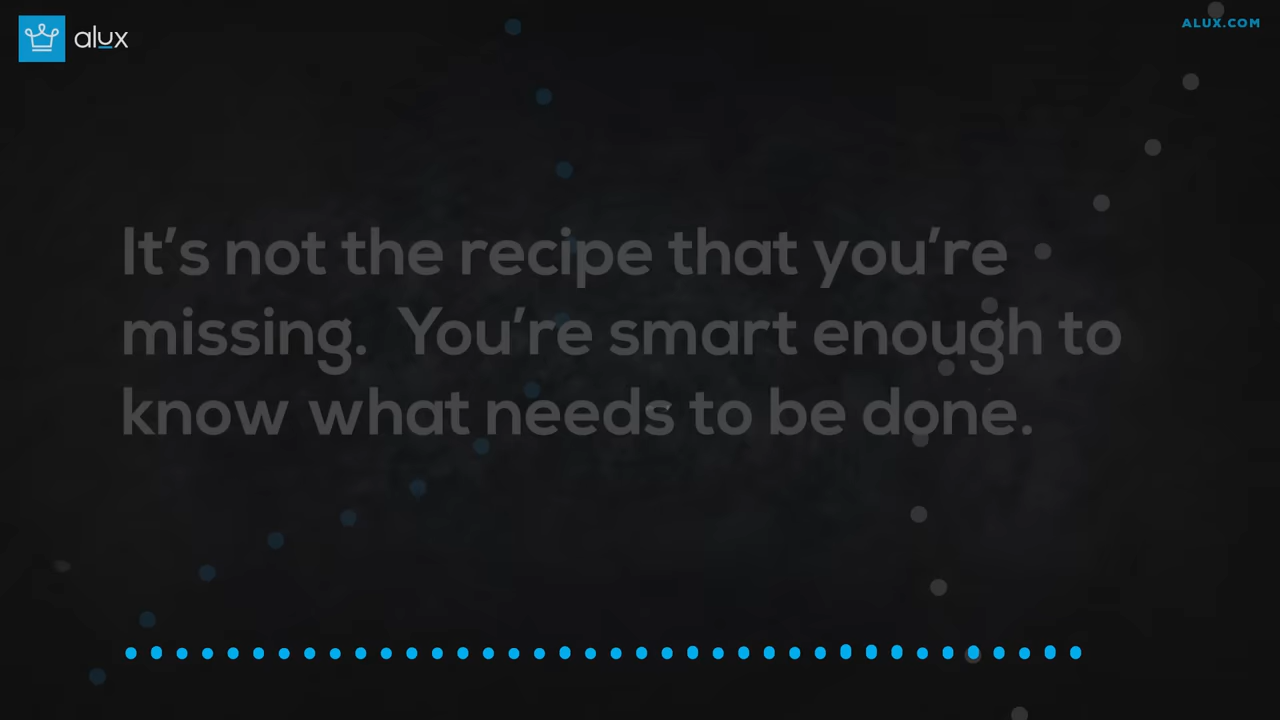 alux
ALUX.COM
It’s not the recipe that you’re
missing. You’re smart enough to
know what needs to be done.